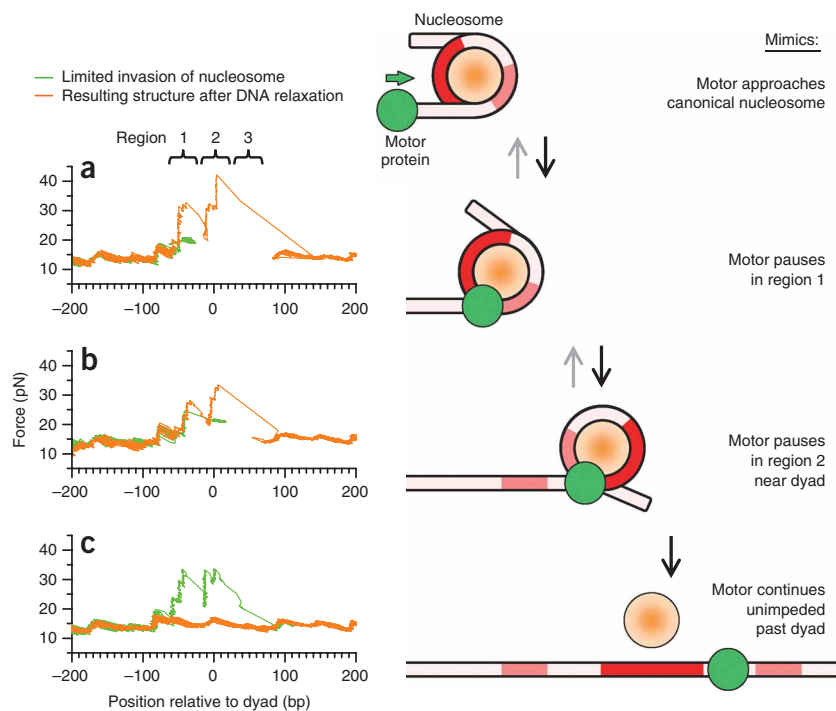 Nucleosome
Mimics:
Limited invasion of nucleosome
Resulting structure after DNA relaxation
Motor approaches
canonical nucleosome
Motor
protein
Region 1 2 3
a
40
30
20
10
–200 –100 0 100 200
Motor pauses
in region 1
b
40
30
20
10
–200 –100 0 100 200
Force (pN)
Motor pauses
in region 2
near dyad
c
40
30
20
10
–200 –100 0 100 200
Position relative to dyad (bp)
Motor continues
unimpeded
past dyad